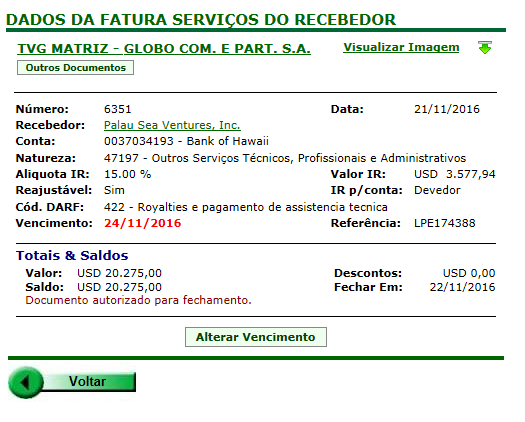 DADOS DA FATURA SERVIÇOS DO RECEBEDOR
TVG MATRIZ - GLOBO COM. E PART. S.A. Visualizar Imagem
Outros Documentos
Número: 6351 Data: 21/11/2016
Recebedor: Palau Sea Ventures, Inc.
Conta: 0037034193 - Bank of Hawaii
Natureza: 47197 - Outros Serviços Técnicos, Profissionais e Administrativos
Aliquota IR: 15.00 % Valor IR: USD 3.577,94
Reajustável: Sim IR p/conta: Devedor
Cód. DARF: 422 - Royalties e pagamento de assistencia tecnica
Vencimento: 24/11/2016 Referência: LPE174388
Totais & Saldos
Valor: USD 20.275,00 Descontos: USD 0,00
Saldo: USD 20.275,00 Fechar Em: 22/11/2016
Documento autorizado para fechamento.
Alterar Vencimento
Voltar